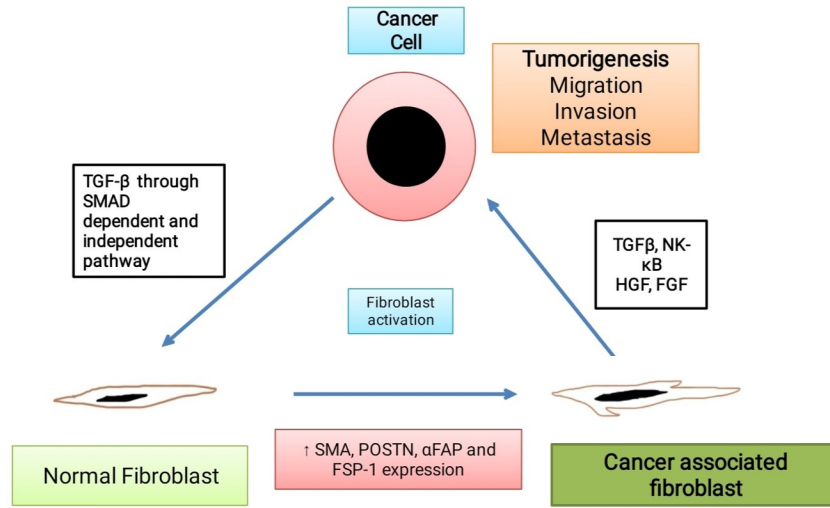 Cancer
Cell
Tumorigenesis
Migration
Invasion
Metastasis
TGF-β through
SMAD
dependent and
independent
pathway
TGFβ, NK-
κB
HGF, FGF
Fibroblast
activation
Normal Fibroblast
↑ SMA, POSTN, αFAP and
FSP-1 expression
Cancer associated
fibroblast